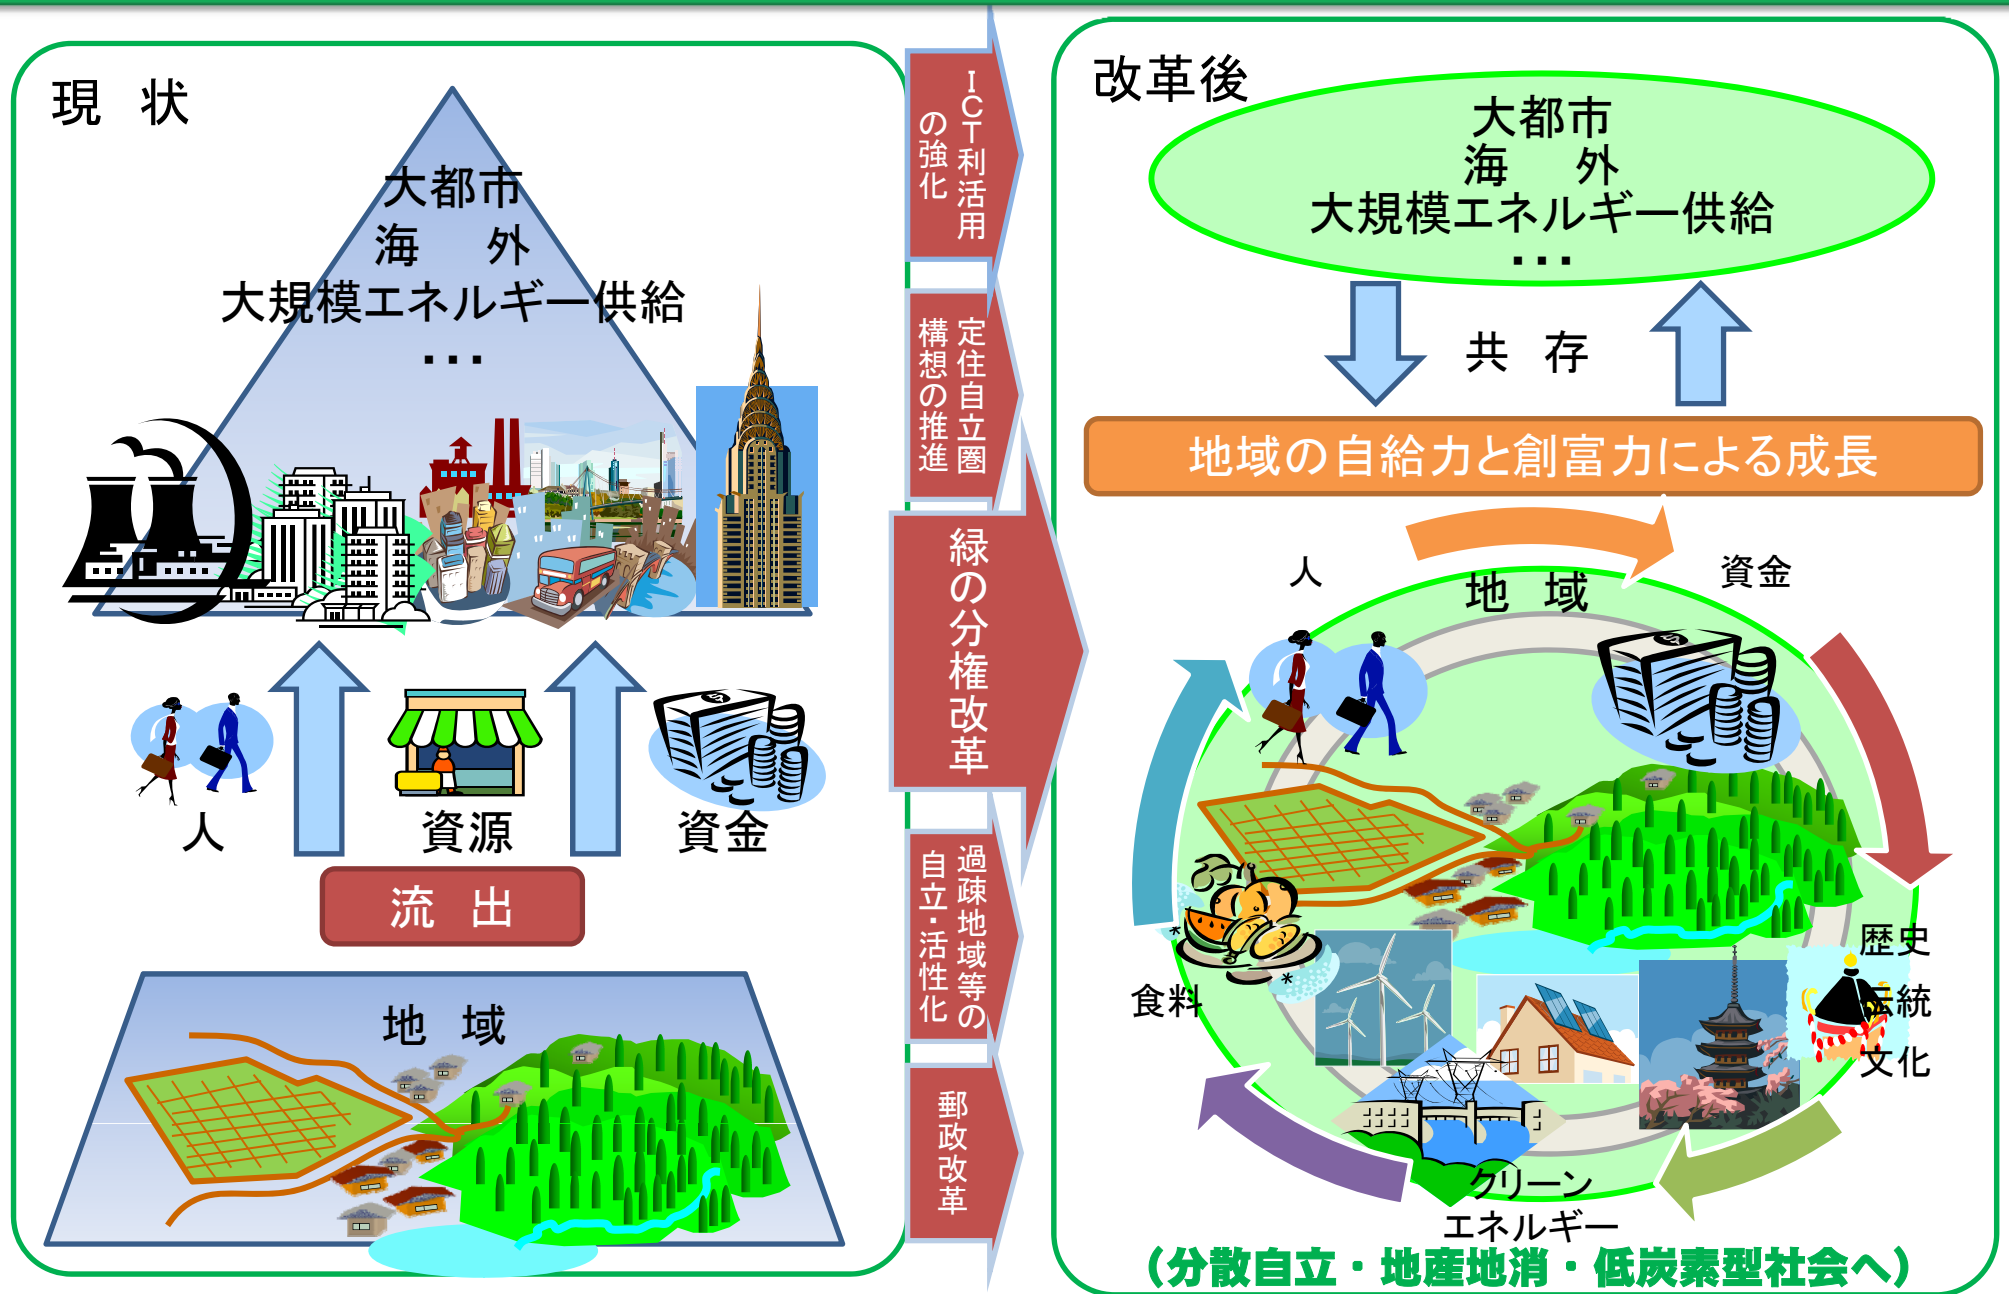 現　状
大都市
海　外
大規模エネルギー供給
・・・
人
資源
資金
流　出
地　域
ＩＣＴ利活用
の強化
定住自立圏
構想の推進
緑の分権改革
過疎地域等の
自立・活性化
郵政改革
改革後
大都市
海　外
大規模エネルギー供給
・・・
共　存
地域の自給力と創富力による成長
人
地　域
資金
歴史
伝統
文化
食料
クリーン
エネルギー
（分散自立・地産地消・低炭素型社会へ）